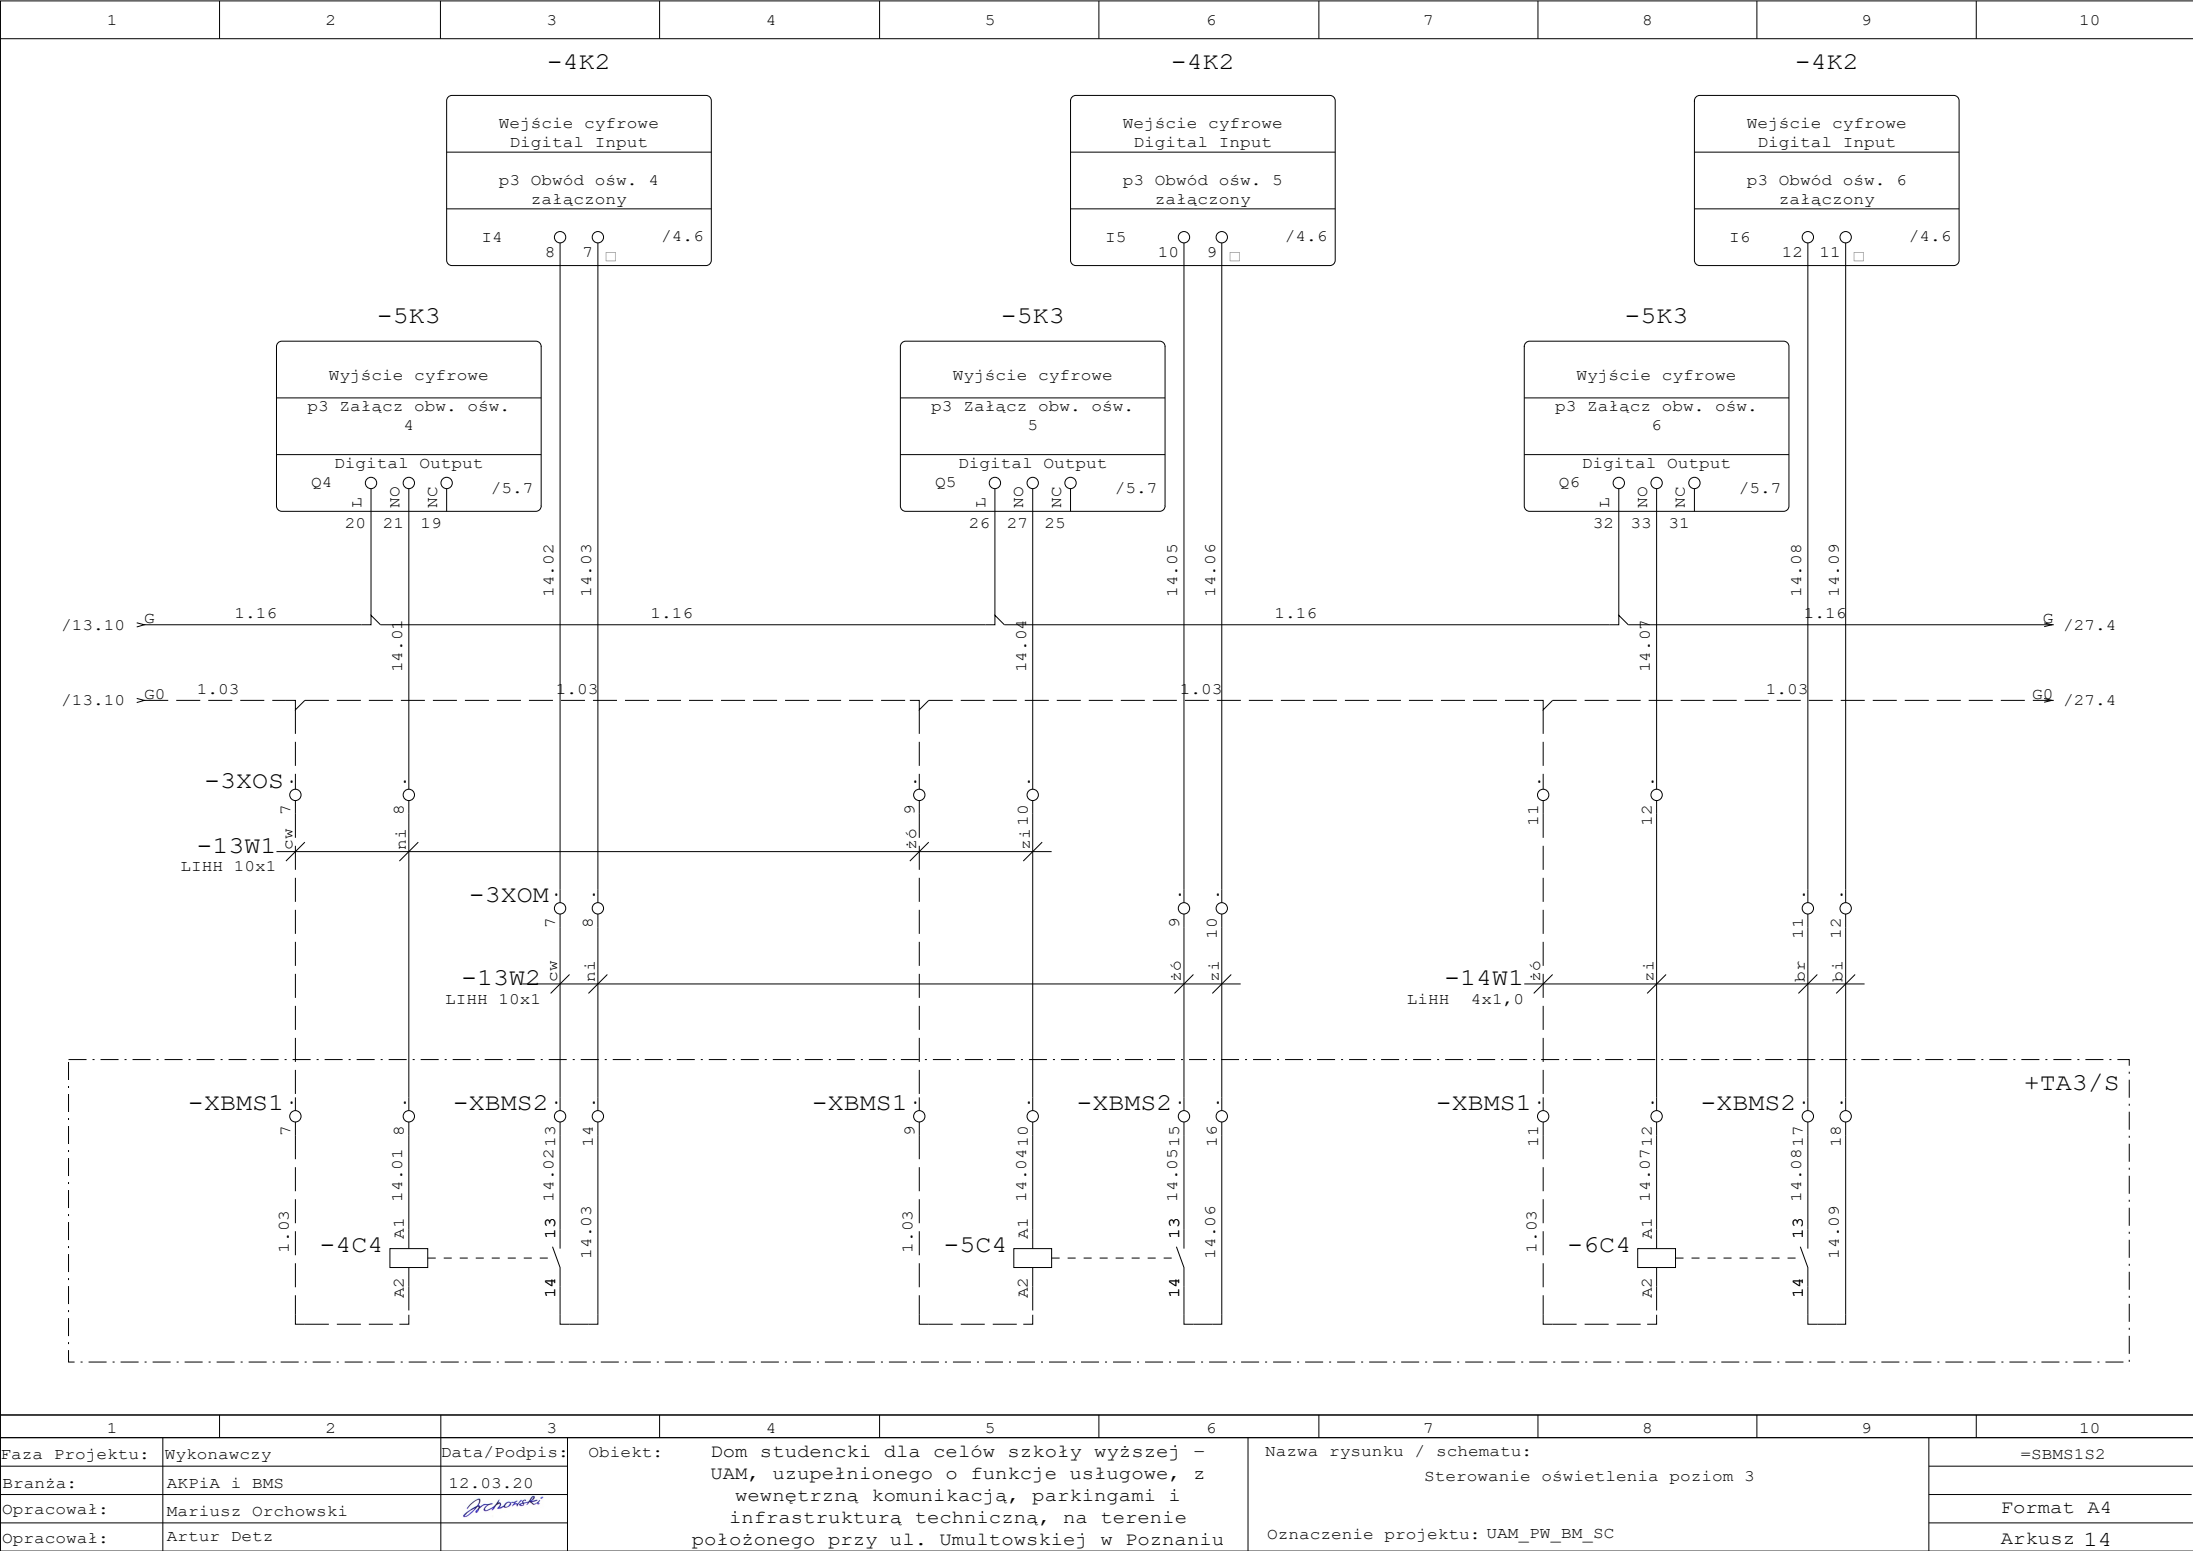 1 2 3 4 5 6 7 8 9 10
-4K2 -4K2 -4K2
Wejście cyfrowe Wejście cyfrowe Wejście cyfrowe
Digital Input Digital Input Digital Input
p3 Obwód ośw. 4 p3 Obwód ośw. 5 p3 Obwód ośw. 6
załączony załączony załączony
I4 /4.6 I5 /4.6 I6 /4.6
8 7 10 9 12 11
-5K3 -5K3 -5K3
Wyjście cyfrowe Wyjście cyfrowe Wyjście cyfrowe
p3 Załącz obw. ośw. p3 Załącz obw. ośw. p3 Załącz obw. ośw.
4 5 6
Digital Output Digital Output Digital Output
Q4 L NO NC /5.7 Q5 L NO NC /5.7 Q6 L NO NC /5.7
20 21 19 26 27 25 32 33 31
14.02 14.03 14.05 14.06 14.08 14.09
/13.10 G 1.16 1.16 1.16 1.16 G /27.4
14.01 14.04 14.07
/13.10 G0 1.03 1.03 1.03 1.03 G0 /27.4
-3XOS
7 8 9 10 11 12
cw ni żó zi
-13W1
LIHH 10x1
-3XOM
7 8 9 10 11 12
cw ni żó zi żó zi br bi
-13W2 -14W1
LIHH 10x1 LiHH 4x1,0
+TA3/S
-XBMS1 -XBMS2 -XBMS1 -XBMS2 -XBMS1 -XBMS2
7 8 13 14 9 10 15 16 11 12 17 18
14.01 14.02 14.04 14.05 14.07 14.08
1.03 A1 13 14.03 1.03 A1 13 14.06 1.03 A1 13 14.09
-4C4 -5C4 -6C4
A2 14 A2 14 A2 14
1 2 3 4 5 6 7 8 9 10
Faza Projektu: Wykonawczy Data/Podpis:
Branża: AKPiA i BMS 12.03.20
Opracował: Mariusz Orchowski Orchowski
Opracował: Artur Detz
Obiekt: Dom studencki dla celów szkoły wyższej -
UAM, uzupełnionego o funkcje usługowe, z
wewnętrzną komunikacją, parkingami i
infrastrukturą techniczną, na terenie
położonego przy ul. Umultowskiej w Poznaniu
Nazwa rysunku / schematu:
Sterowanie oświetlenia poziom 3
Oznaczenie projektu: UAM_PW_BM_SC
=SBMS1S2
Format A4
Arkusz 14